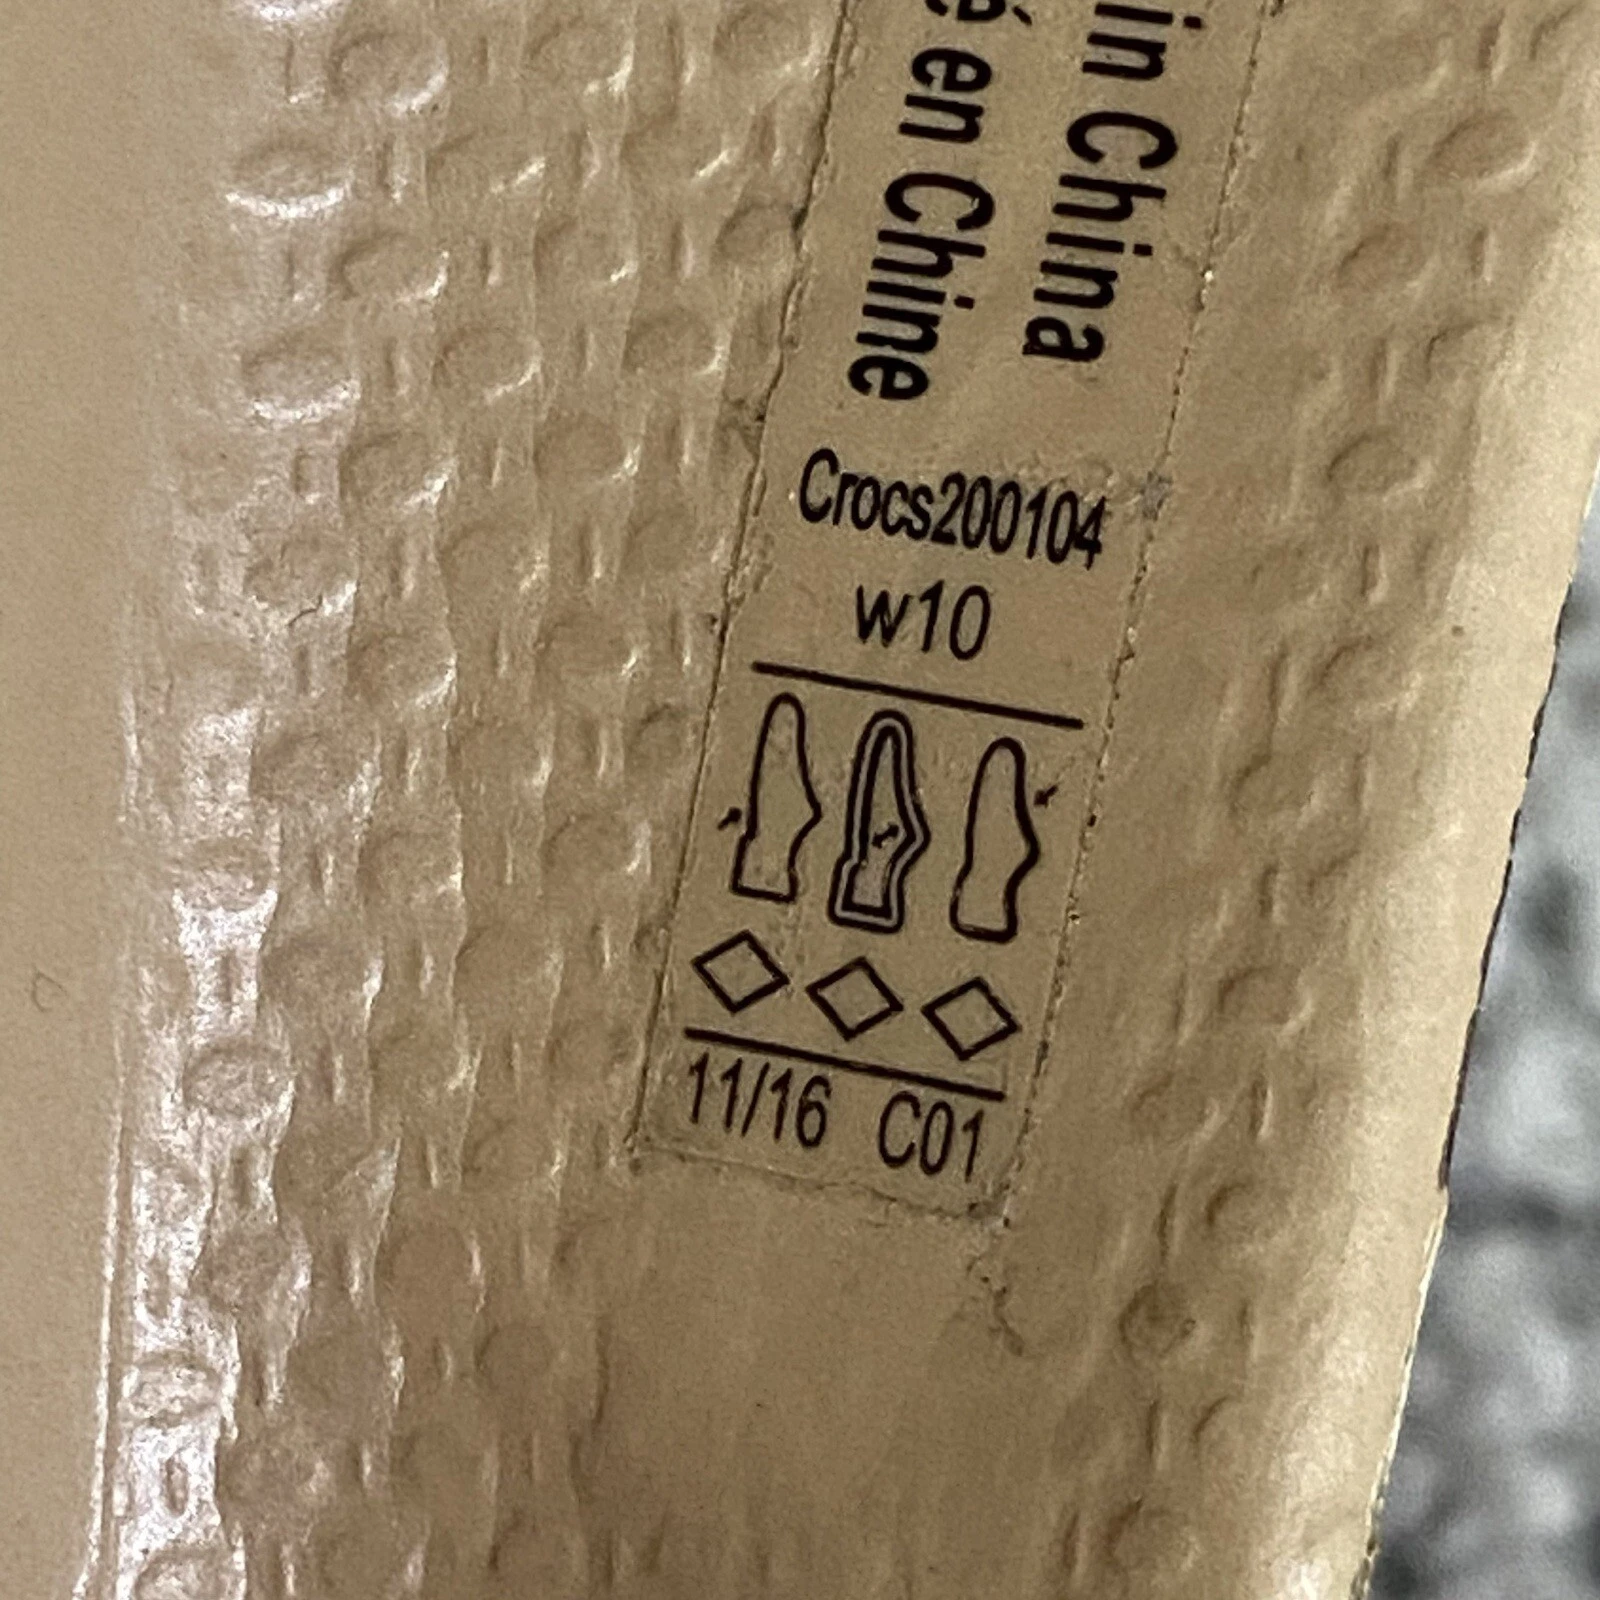 in China
é en Chine
Crocs200104
w10
11/16 C01